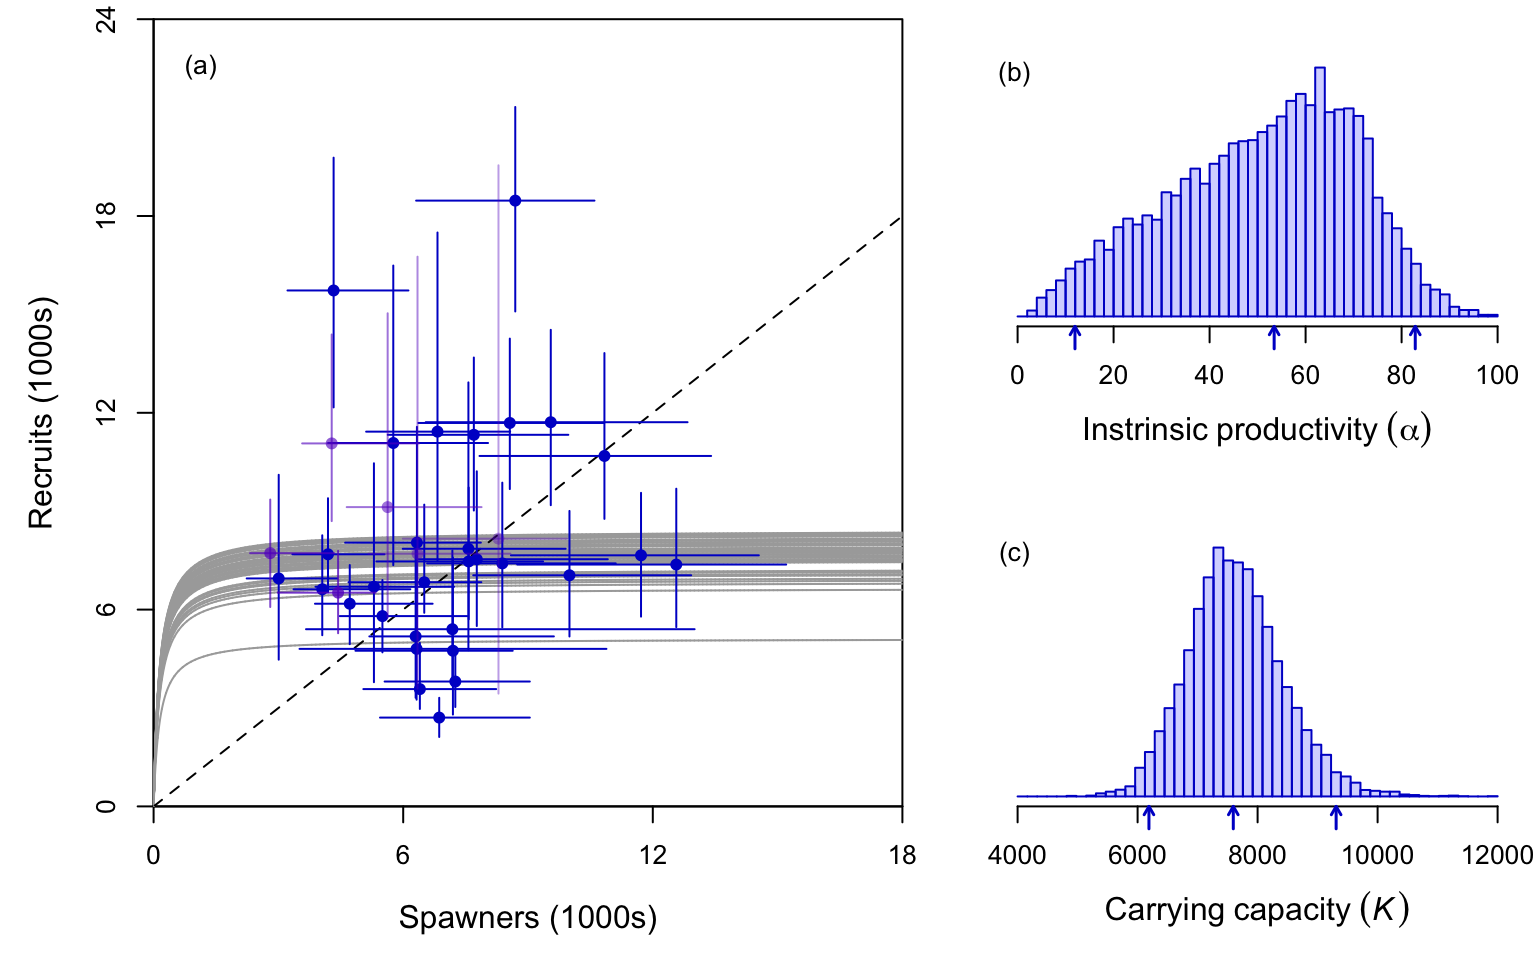 (a)
24
18
12
6
0
Recruits (1000s)
0 6 12 18
Spawners (1000s)
(b)
0 20 40 60 80 100
Instrinsic productivity (α)
(c)
4000 6000 8000 10000 12000
Carrying capacity (K)